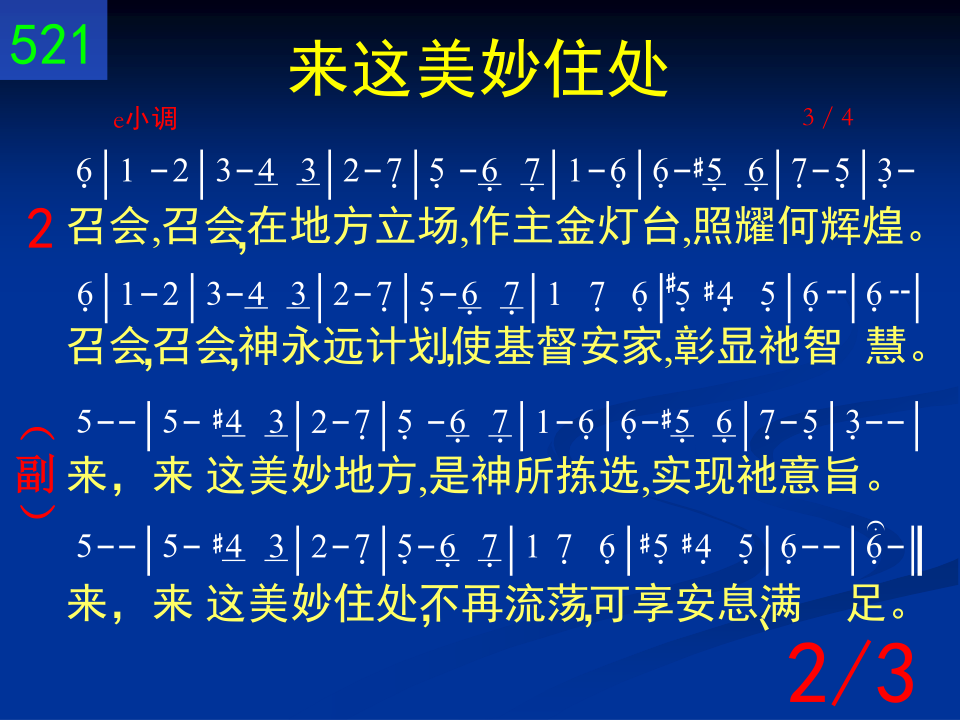 521
来这美妙住处
e小调 3／4
6̣|1 -2|3-4 3|2-7̣|5̣ -6̣ 7̣|1-6̣|6̣-♯5̣ 6̣|7̣-5̣|3̣-
2 召会,召会,在地方立场,作主金灯台,照耀何辉煌。
6̣|1-2|3-4 3|2-7̣|5̣-6̣ 7̣|1 7̣ 6̣|♯5̣ ♯4̣ 5̣|6̣--|6̣--|
召会,召会,神永远计划,使基督安家,彰显祂智 慧。
5--|5- ♯4 3|2-7̣|5̣ -6̣ 7̣|1-6̣|6̣-♯5̣ 6̣|7̣-5̣|3̣--|
（副） 来，来 这美妙地方,是神所拣选,实现祂意旨。
5--|5- ♯4 3|2-7̣|5̣-6̣ 7̣|1 7̣ 6̣|♯5̣ ♯4̣ 5̣|6̣--|6̣-‖
来，来 这美妙住处,不再流荡,可享安息、满 足。
2/3